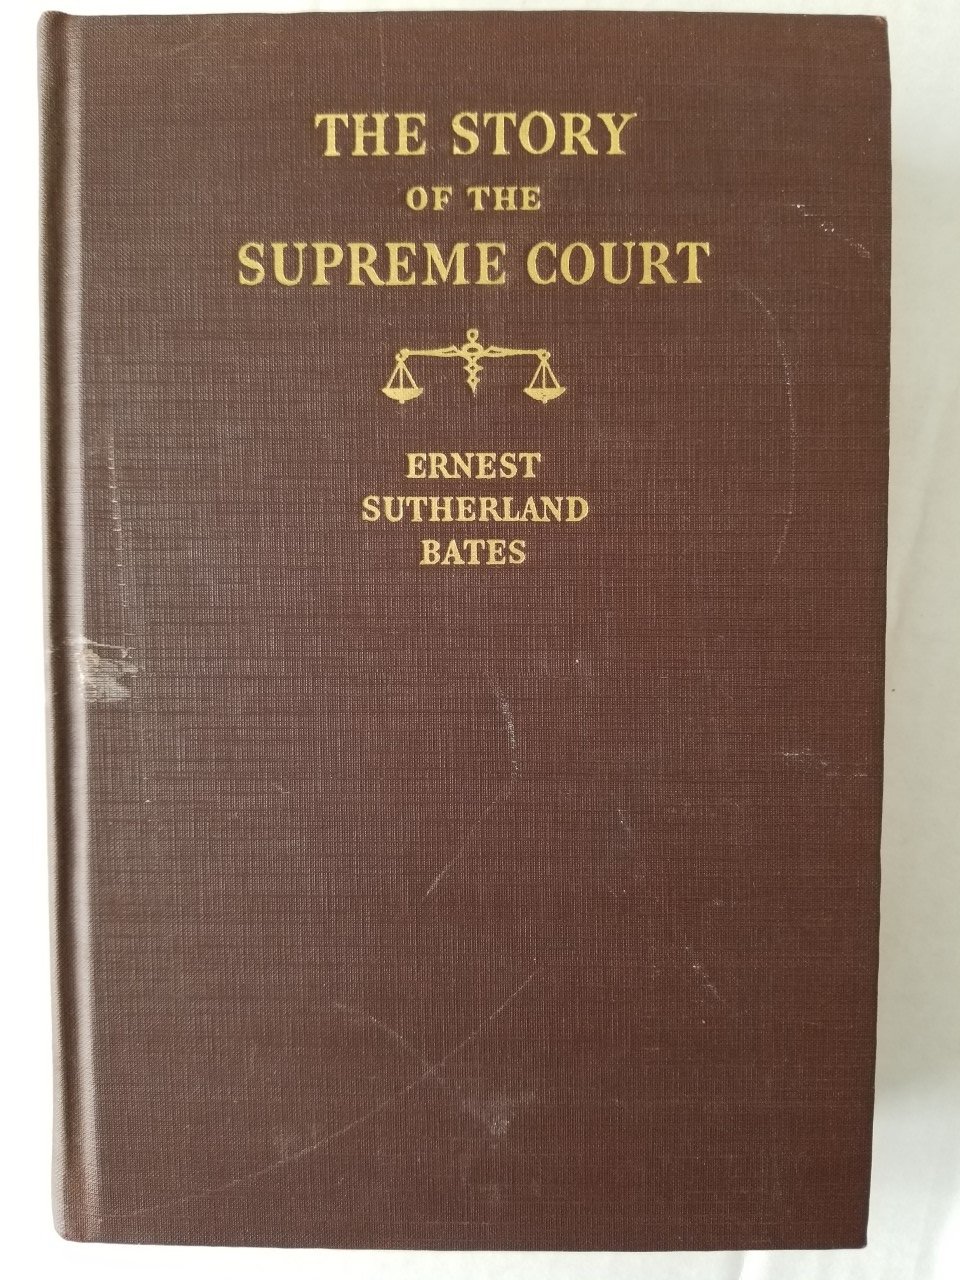 THE STORY
OF THE
SUPREME COURT
ERNEST
SUTHERLAND
BATES